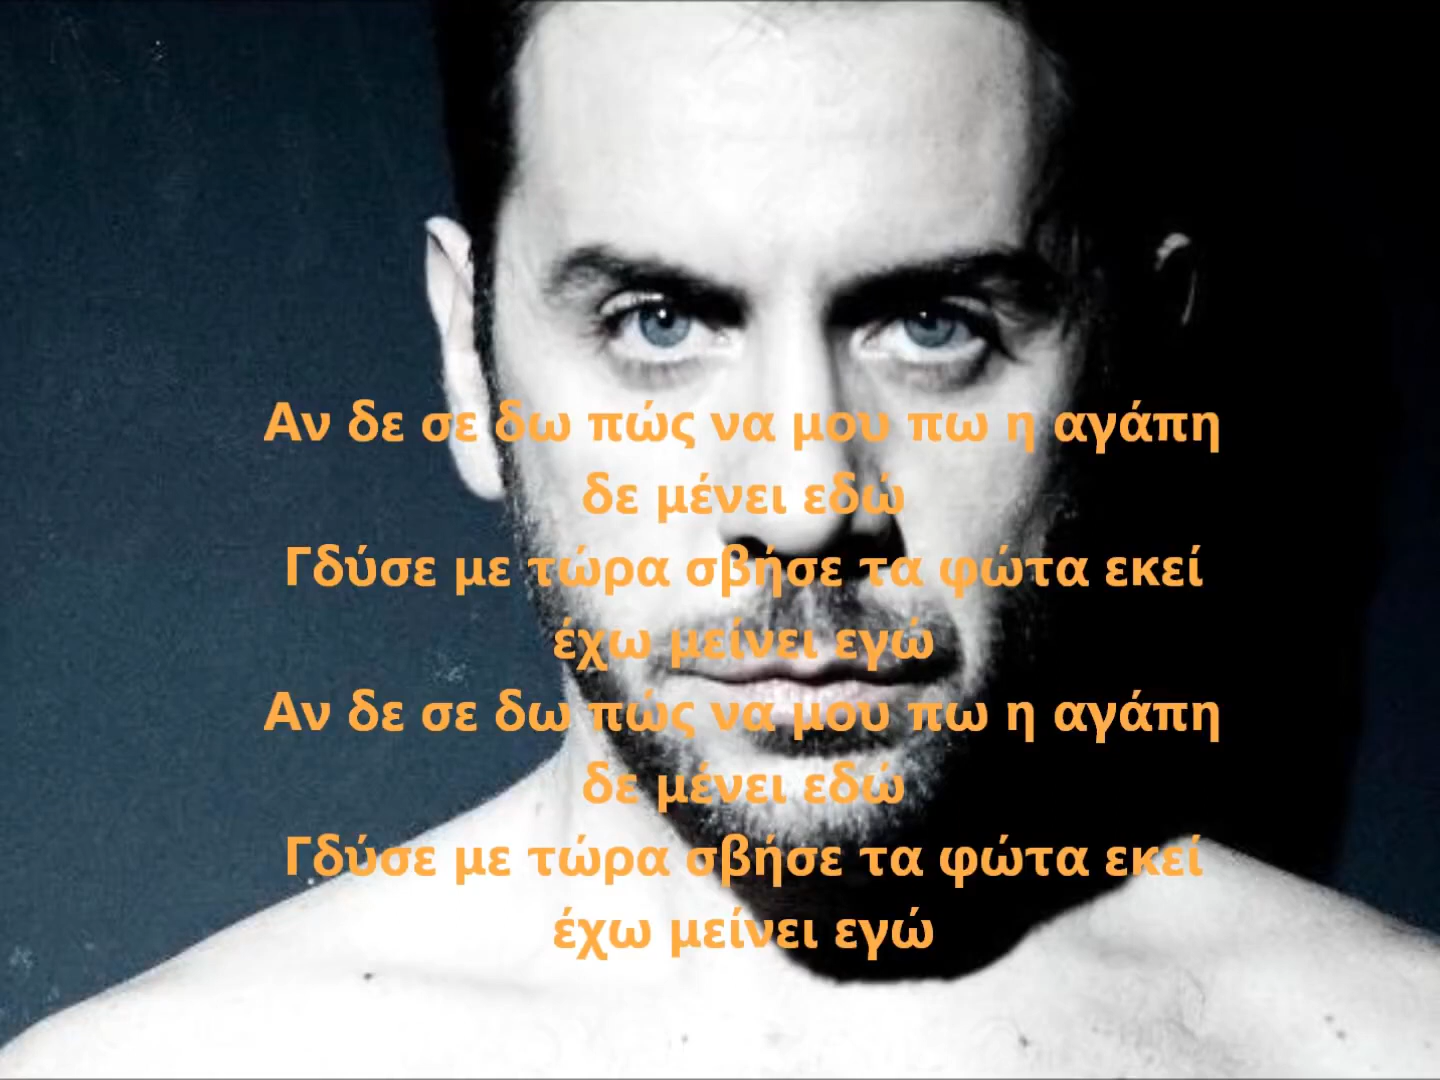 Αν δε σε δω πώς να μου πω η αγάπη
δε μένει εδώ
Γδύσε με τώρα σβήσε τα φώτα εκεί
έχω μείνει εγώ
Αν δε σε δω πώς να μου πω η αγάπη
δε μένει εδώ
Γδύσε με τώρα σβήσε τα φώτα εκεί
έχω μείνει εγώ